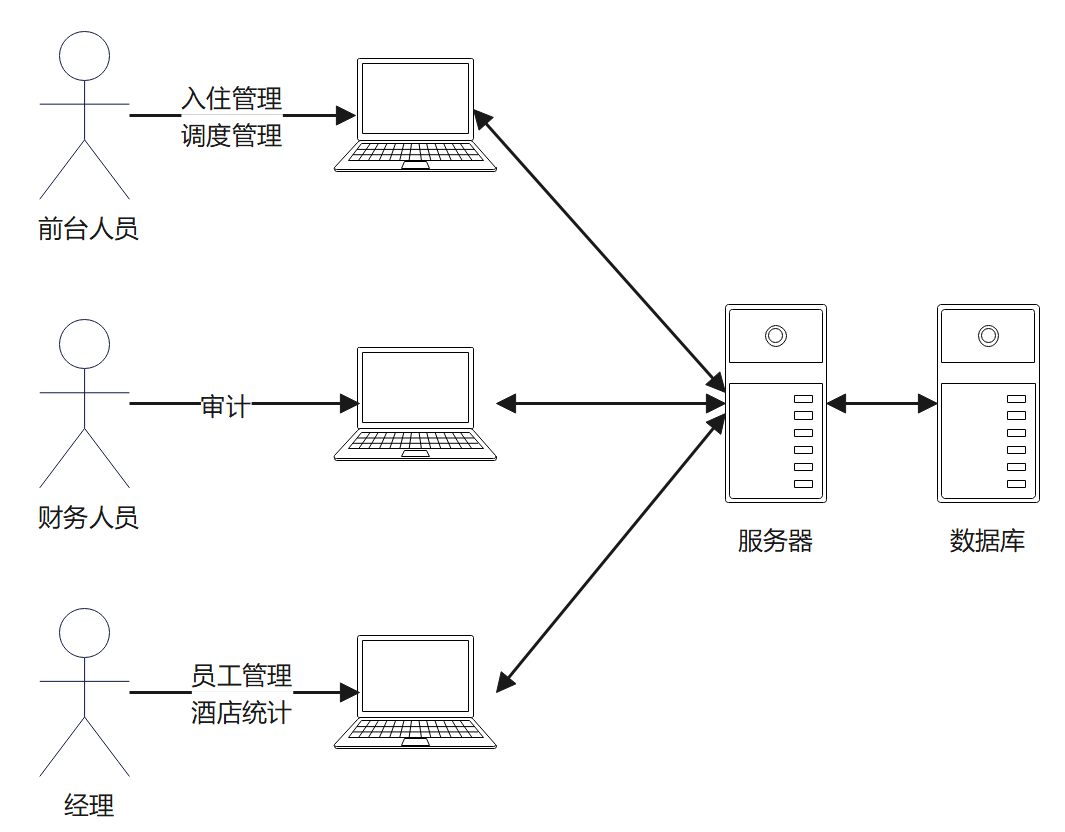 入住管理
调度管理
前台人员
审计
财务人员
服务器
数据库
员工管理
酒店统计
经理